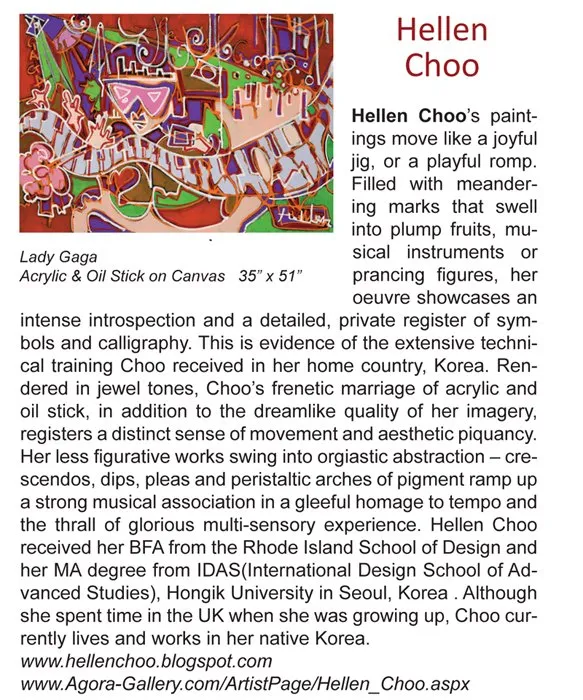 Hellen
Choo
Lady Gaga
Acrylic & Oil Stick on Canvas   35” x 51”
Hellen Choo’s paint-
ings move like a joyful
jig, or a playful romp.
Filled with meander-
ing marks that swell
into plump fruits, mu-
sical instruments or
prancing figures, her
oeuvre showcases an
intense introspection and a detailed, private register of sym-
bols and calligraphy. This is evidence of the extensive techni-
cal training Choo received in her home country, Korea. Ren-
dered in jewel tones, Choo’s frenetic marriage of acrylic and
oil stick, in addition to the dreamlike quality of her imagery,
registers a distinct sense of movement and aesthetic piquancy.
Her less figurative works swing into orgiastic abstraction – cre-
scendos, dips, pleas and peristaltic arches of pigment ramp up
a strong musical association in a gleeful homage to tempo and
the thrall of glorious multi-sensory experience. Hellen Choo
received her BFA from the Rhode Island School of Design and
her MA degree from IDAS(International Design School of Ad-
vanced Studies), Hongik University in Seoul, Korea . Although
she spent time in the UK when she was growing up, Choo cur-
rently lives and works in her native Korea.
www.hellenchoo.blogspot.com
www.Agora-Gallery.com/ArtistPage/Hellen_Choo.aspx